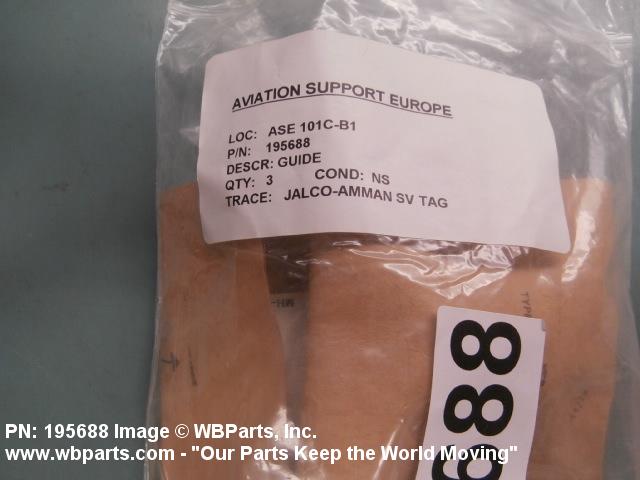 AVIATION SUPPORT EUROPE
LOC: ASE 101C-B1
P/N: 195688
DESCR: GUIDE
QTY: 3 COND: NS
TRACE: JALCO-AMMAN SV TAG
688
PN: 195688 Image © WBParts, Inc.
www.wbparts.com - "Our Parts Keep the World Moving"